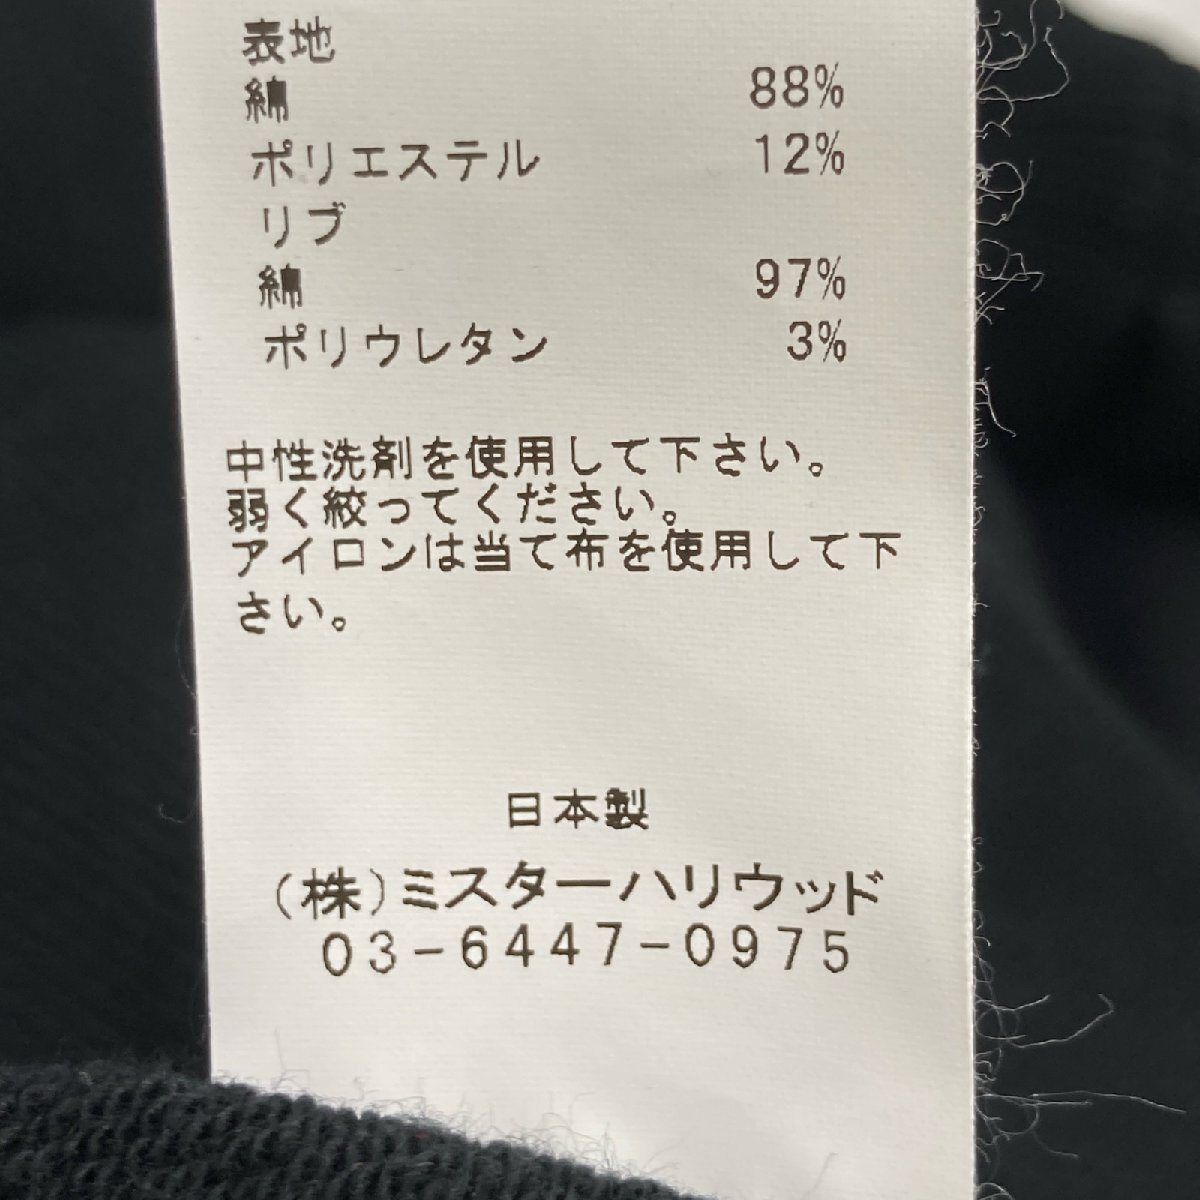 表地
綿 88%
ポリエステル 12%
リブ
綿 97%
ポリウレタン 3%
中性洗剤を使用して下さい。
弱く絞ってください。
アイロンは当て布を使用して下
さい。
日本製
(株)ミスターハリウッド
03-6447-0975